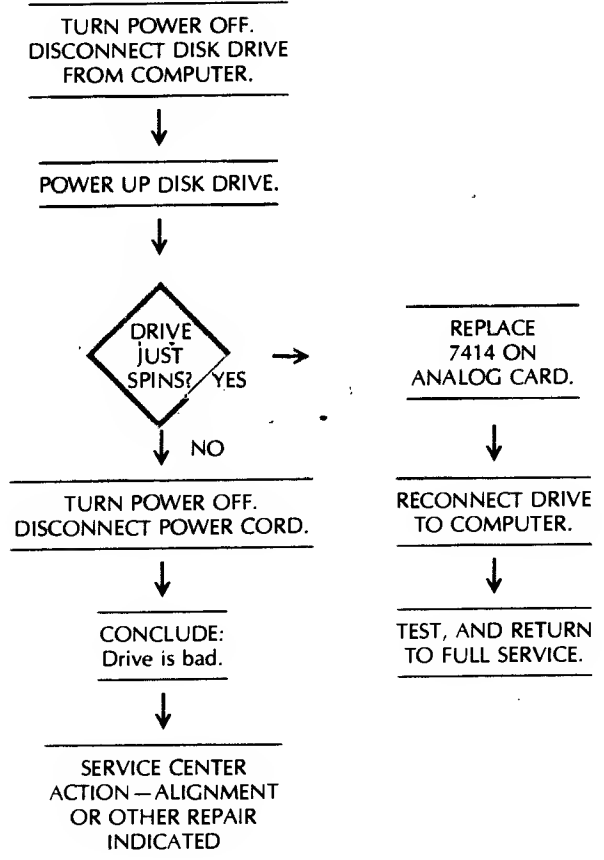 TURN POWER OFF.
DISCONNECT DISK DRIVE
FROM COMPUTER.
POWER UP DISK DRIVE.
DRIVE
JUST
SPINS? YES
NO
TURN POWER OFF.
DISCONNECT POWER CORD.
CONCLUDE:
Drive is bad.
SERVICE CENTER
ACTION—ALIGNMENT
OR OTHER REPAIR
INDICATED
REPLACE
7414 ON
ANALOG CARD.
RECONNECT DRIVE
TO COMPUTER.
TEST, AND RETURN
TO FULL SERVICE.